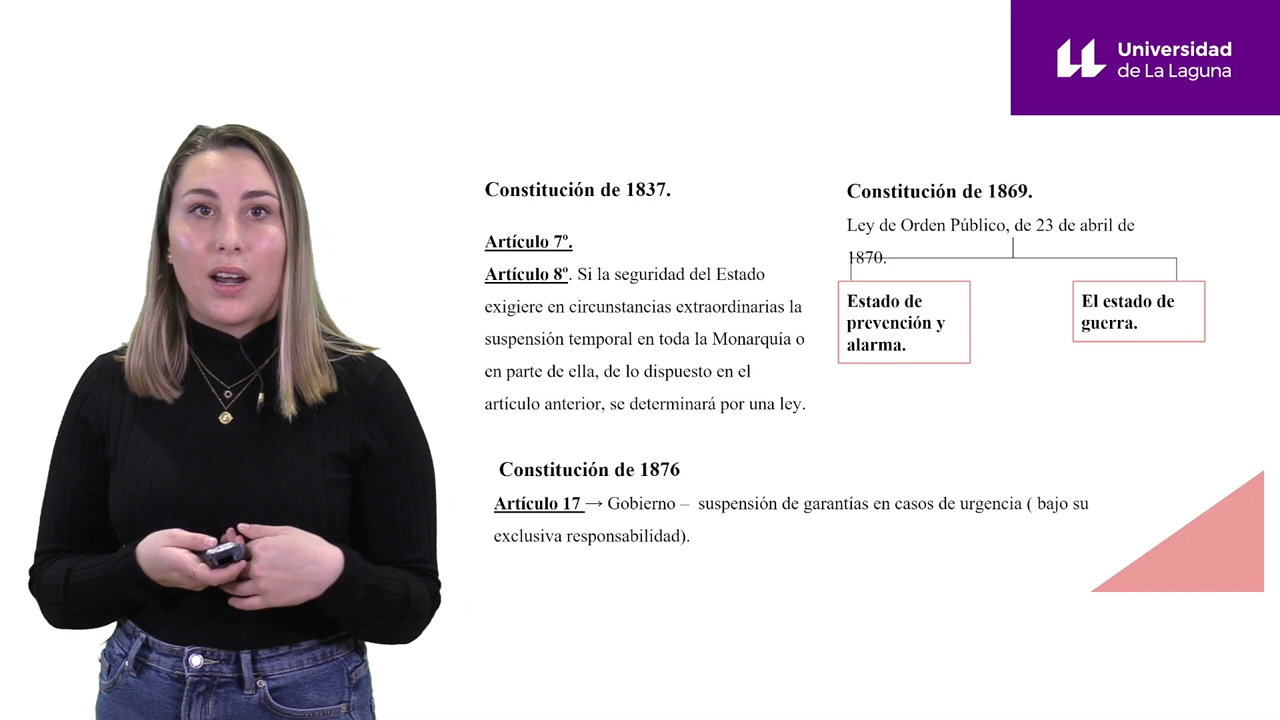 Universidad
de La Laguna
Constitución de 1837.
Artículo 7º.
Artículo 8º. Si la seguridad del Estado
exigiere en circunstancias extraordinarias la
suspensión temporal en toda la Monarquía o
en parte de ella, de lo dispuesto en el
artículo anterior, se determinará por una ley.
Constitución de 1869.
Ley de Orden Público, de 23 de abril de
1870.
Estado de
prevención y
alarma.
El estado de
guerra.
Constitución de 1876
Artículo 17 → Gobierno – suspensión de garantías en casos de urgencia ( bajo su
exclusiva responsabilidad).